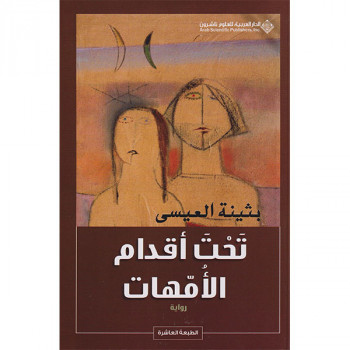 الدار العربية للعلوم ناشرون
Arab Scientific Publishers, Inc.
بثينة العيسى
تَحْتَ أقدام
الأُمّهات
رواية
الطبعة العاشرة